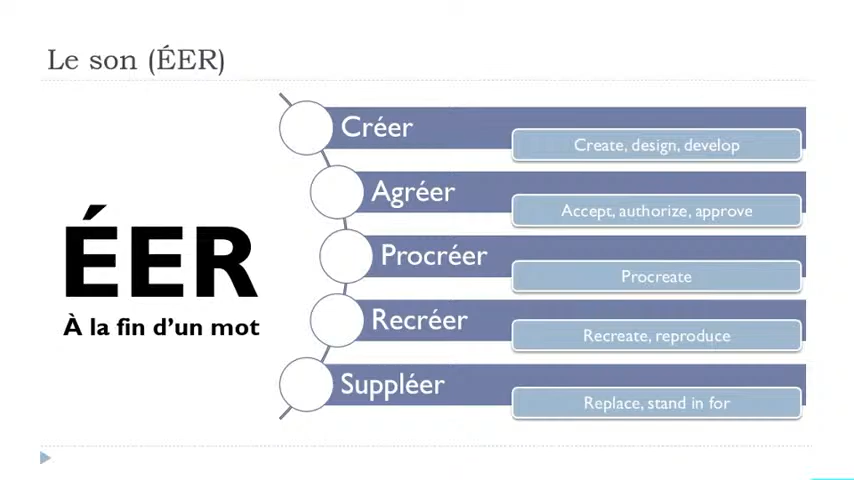 Le son (ÉER)
ÉER
À la fin d'un mot
Créer
Create, design, develop
Agréer
Accept, authorize, approve
Procréer
Procreate
Recréer
Recreate, reproduce
Suppléer
Replace, stand in for